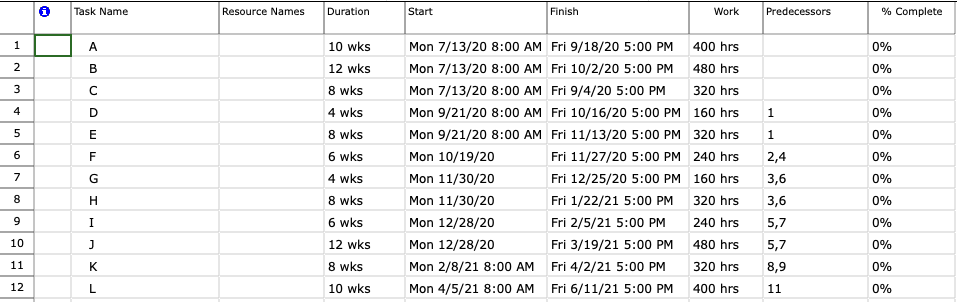 Task Name Resource Names Duration Start Finish Work Predecessors % Complete
1 A 10 wks Mon 7/13/20 8:00 AM Fri 9/18/20 5:00 PM 400 hrs 0%
2 B 12 wks Mon 7/13/20 8:00 AM Fri 10/2/20 5:00 PM 480 hrs 0%
3 C 8 wks Mon 7/13/20 8:00 AM Fri 9/4/20 5:00 PM 320 hrs 0%
4 D 4 wks Mon 9/21/20 8:00 AM Fri 10/16/20 5:00 PM 160 hrs 1 0%
5 E 8 wks Mon 9/21/20 8:00 AM Fri 11/13/20 5:00 PM 320 hrs 1 0%
6 F 6 wks Mon 10/19/20 Fri 11/27/20 5:00 PM 240 hrs 2,4 0%
7 G 4 wks Mon 11/30/20 Fri 12/25/20 5:00 PM 160 hrs 3,6 0%
8 H 8 wks Mon 11/30/20 Fri 1/22/21 5:00 PM 320 hrs 3,6 0%
9 I 6 wks Mon 12/28/20 Fri 2/5/21 5:00 PM 240 hrs 5,7 0%
10 J 12 wks Mon 12/28/20 Fri 3/19/21 5:00 PM 480 hrs 5,7 0%
11 K 8 wks Mon 2/8/21 8:00 AM Fri 4/2/21 5:00 PM 320 hrs 8,9 0%
12 L 10 wks Mon 4/5/21 8:00 AM Fri 6/11/21 5:00 PM 400 hrs 11 0%